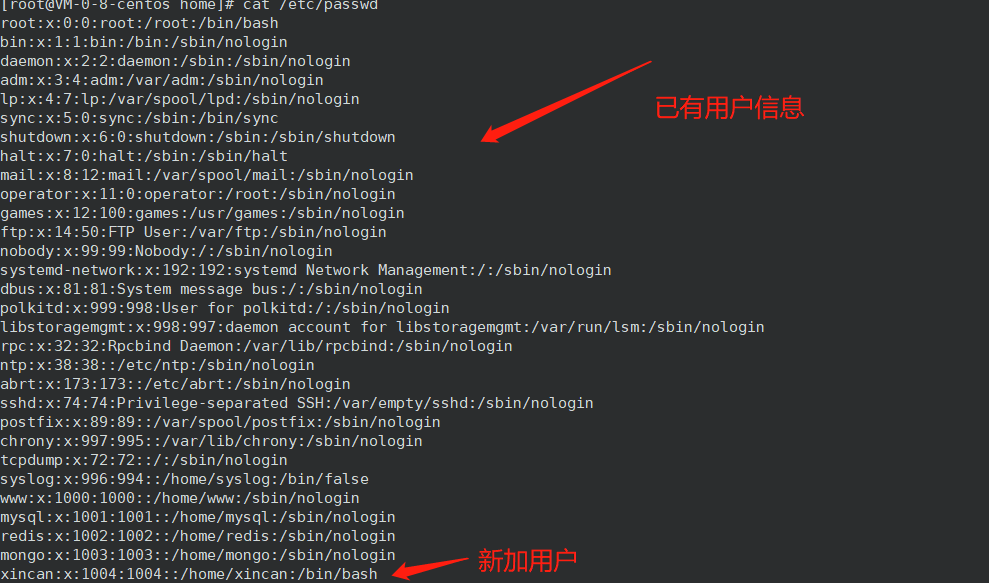 [root@VM-0-8-centos home]# cat /etc/passwd
root:x:0:0:root:/root:/bin/bash
bin:x:1:1:bin:/bin:/sbin/nologin
daemon:x:2:2:daemon:/sbin:/sbin/nologin
adm:x:3:4:adm:/var/adm:/sbin/nologin
lp:x:4:7:lp:/var/spool/lpd:/sbin/nologin
已有用户信息
sync:x:5:0:sync:/sbin:/bin/sync
shutdown:x:6:0:shutdown:/sbin:/sbin/shutdown
halt:x:7:0:halt:/sbin:/sbin/halt
mail:x:8:12:mail:/var/spool/mail:/sbin/nologin
operator:x:11:0:operator:/root:/sbin/nologin
games:x:12:100:games:/usr/games:/sbin/nologin
ftp:x:14:50:FTP User:/var/ftp:/sbin/nologin
nobody:x:99:99:Nobody:/:/sbin/nologin
systemd-network:x:192:192:systemd Network Management:/:/sbin/nologin
dbus:x:81:81:System message bus:/:/sbin/nologin
polkitd:x:999:998:User for polkitd:/:/sbin/nologin
libstoragemgmt:x:998:997:daemon account for libstoragemgmt:/var/run/lsm:/sbin/nologin
rpc:x:32:32:Rpcbind Daemon:/var/lib/rpcbind:/sbin/nologin
ntp:x:38:38::/etc/ntp:/sbin/nologin
abrt:x:173:173::/etc/abrt:/sbin/nologin
sshd:x:74:74:Privilege-separated SSH:/var/empty/sshd:/sbin/nologin
postfix:x:89:89::/var/spool/postfix:/sbin/nologin
chrony:x:997:995::/var/lib/chrony:/sbin/nologin
tcpdump:x:72:72::/:/sbin/nologin
syslog:x:996:994::/home/syslog:/bin/false
www:x:1000:1000::/home/www:/sbin/nologin
mysql:x:1001:1001::/home/mysql:/sbin/nologin
redis:x:1002:1002::/home/redis:/sbin/nologin
mongo:x:1003:1003::/home/mongo:/sbin/nologin
新加用户
xincan:x:1004:1004::/home/xincan:/bin/bash